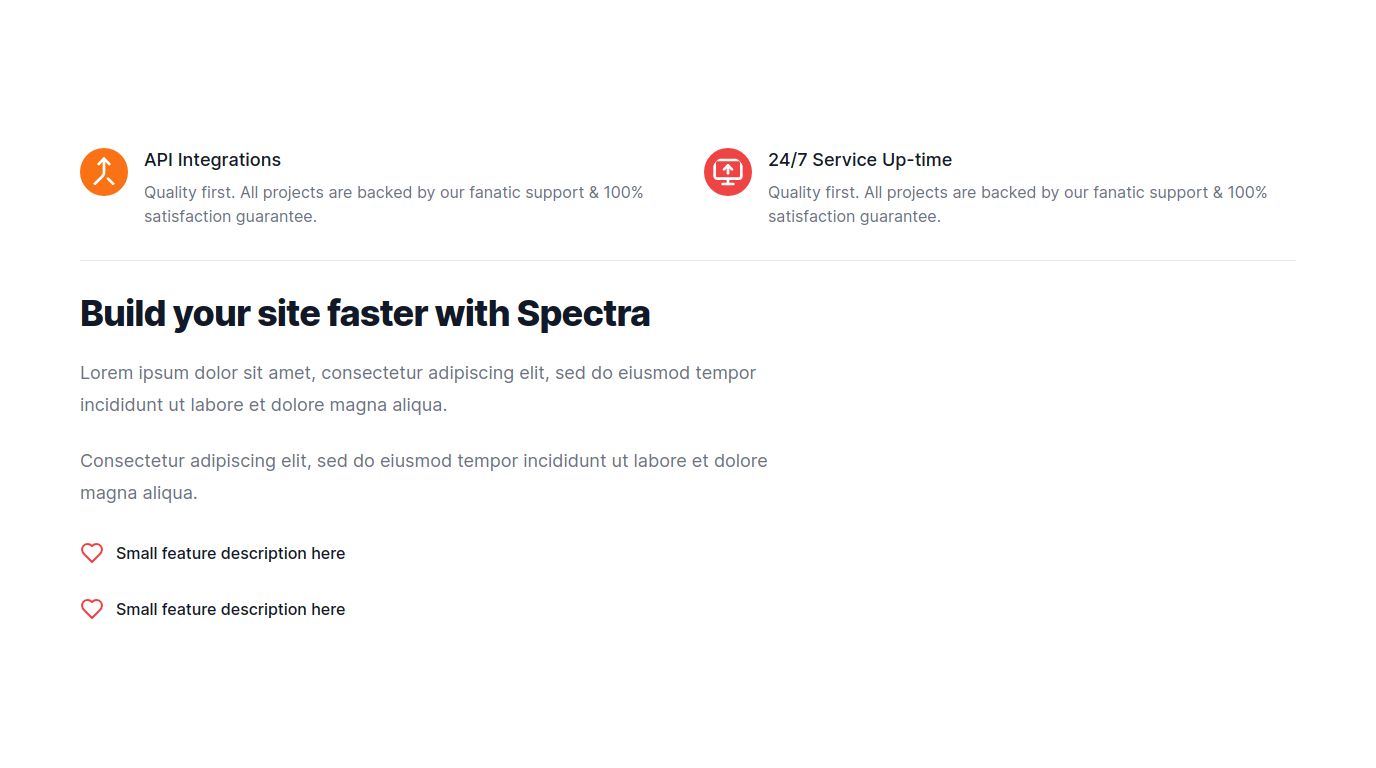 API Integrations
Quality first. All projects are backed by our fanatic support & 100%
satisfaction guarantee.
24/7 Service Up-time
Quality first. All projects are backed by our fanatic support & 100%
satisfaction guarantee.
Build your site faster with Spectra
Lorem ipsum dolor sit amet, consectetur adipiscing elit, sed do eiusmod tempor
incididunt ut labore et dolore magna aliqua.
Consectetur adipiscing elit, sed do eiusmod tempor incididunt ut labore et dolore
magna aliqua.
Small feature description here
Small feature description here